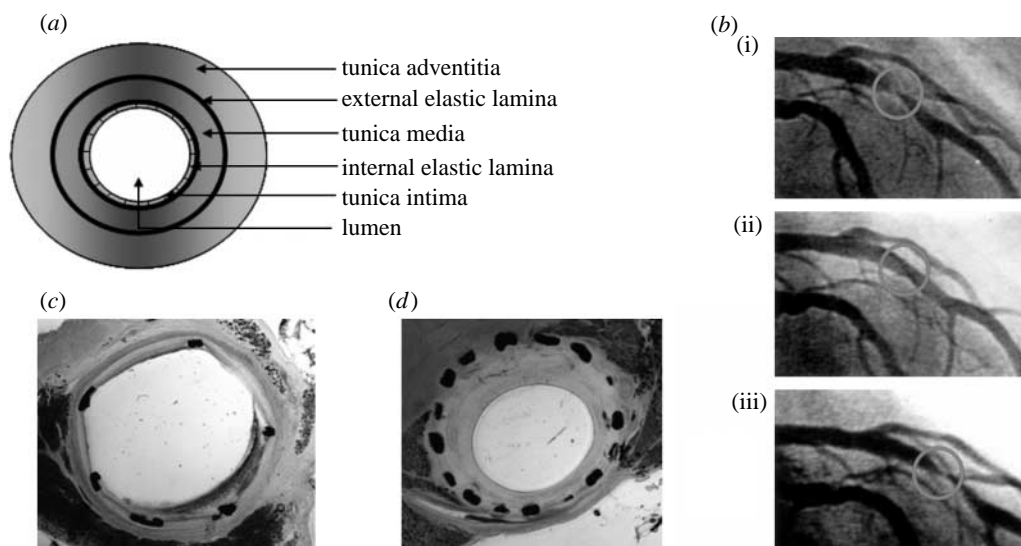 (a)
tunica adventitia
external elastic lamina
tunica media
internal elastic lamina
tunica intima
lumen
(b)
(i)
(ii)
(iii)
(c)
(d)